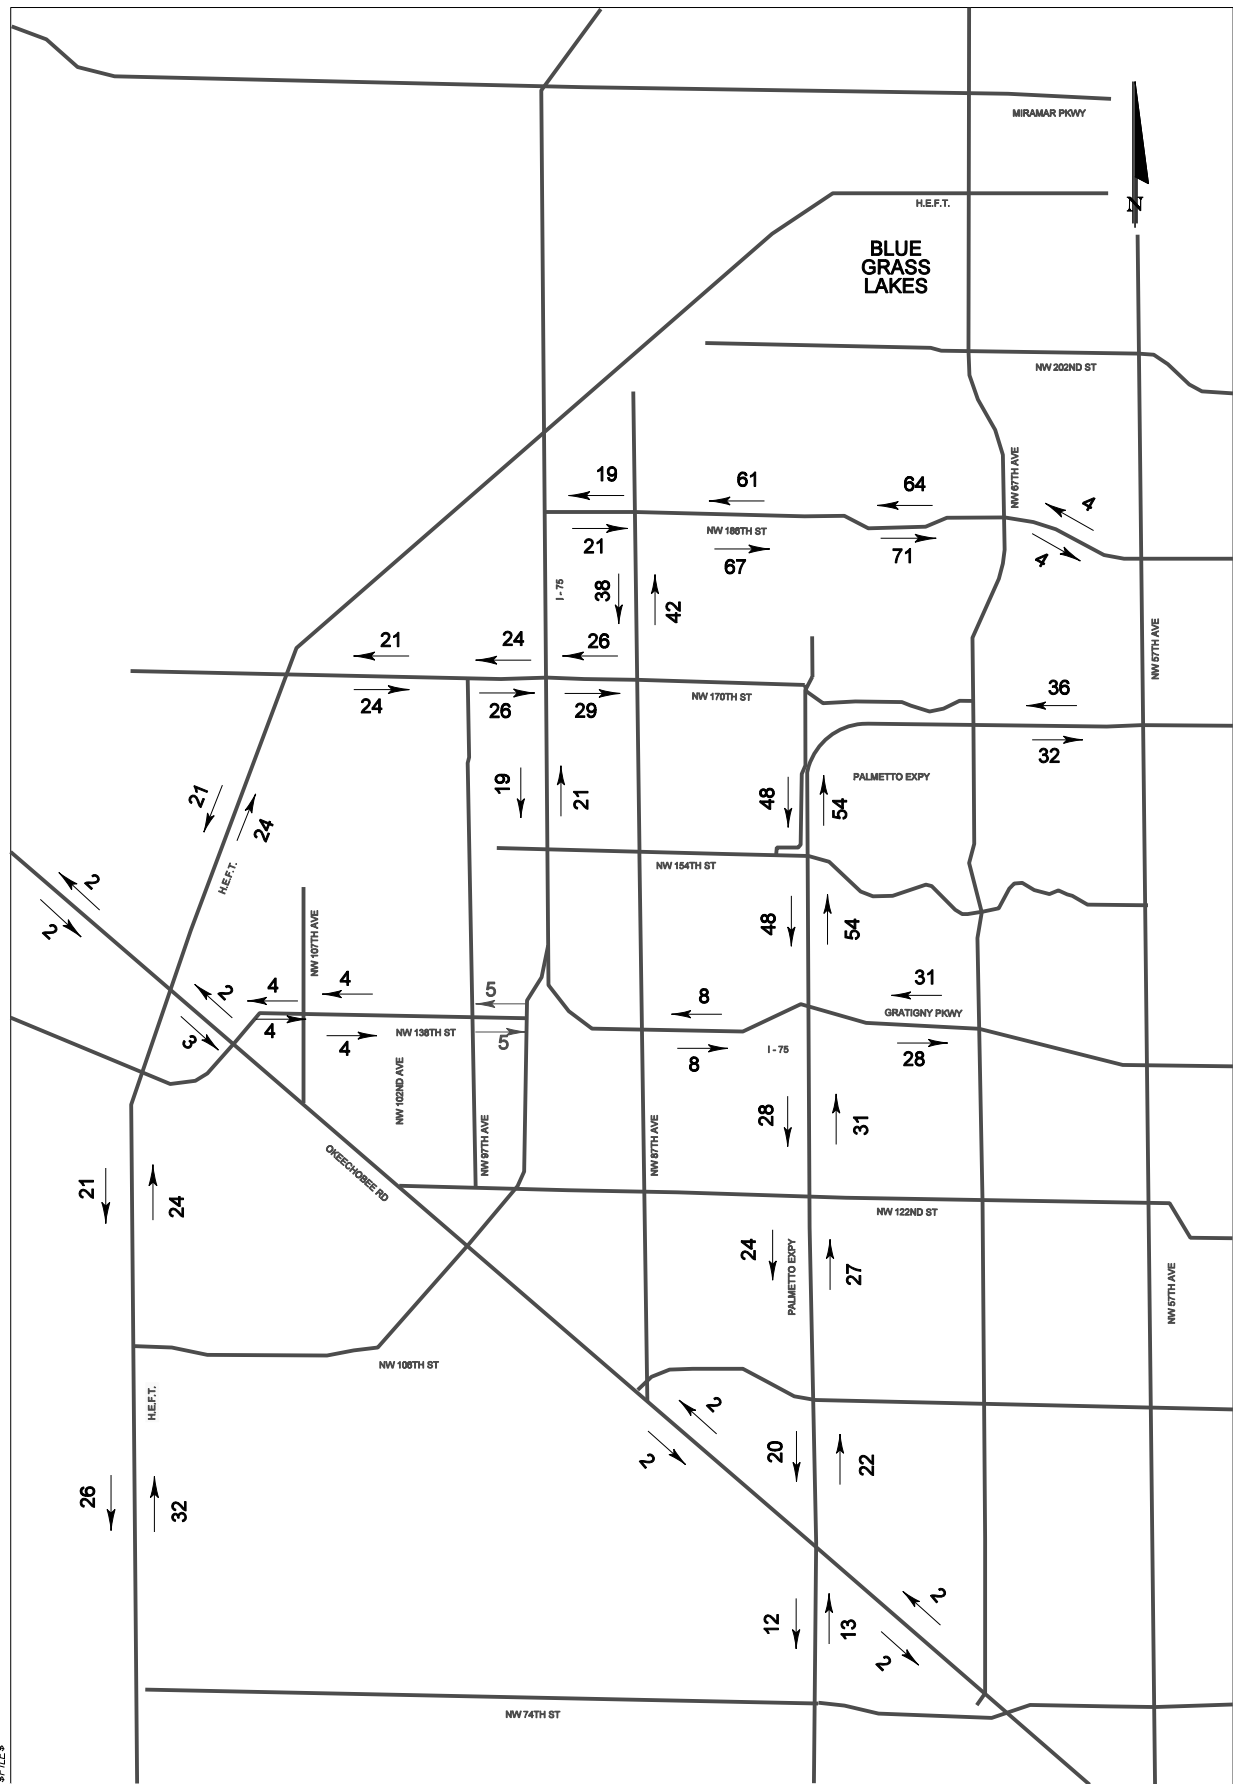 MIRAMAR PKWY
N
H.E.F.T.
BLUE
GRASS
LAKES
NW 202ND ST
NW 67TH AVE
19
61
64
4
NW 186TH ST
21
67
71
4
I - 75
38
42
NW 57TH AVE
21
24
26
NW 170TH ST
36
24
26
29
32
PALMETTO EXPY
19
21
48
54
21
24
NW 154TH ST
H.E.F.T.
2
2
NW 107TH AVE
48
54
4
4
5
31
2
8
GRATIGNY PKWY
3
4
4
NW 138TH ST
5
8
I - 75
28
NW 102ND AVE
28
31
NW 97TH AVE
NW 87TH AVE
OKEECHOBEE RD
21
24
NW 122ND ST
24
27
PALMETTO EXPY
NW 57TH AVE
NW 106TH ST
H.E.F.T.
2
2
20
22
26
32
2
2
12
13
NW 74TH ST
$FILE$